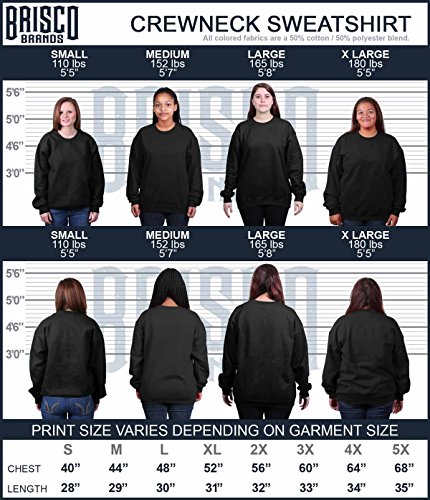 BRISCO
BRANDS
CREWNECK SWEATSHIRT
All colored fabrics are a 50% cotton / 50% polyester blend.
SMALL MEDIUM LARGE X LARGE
110 lbs 152 lbs 165 lbs 180 lbs
5'5" 5'7" 5'8" 5'5"
5'6"
5'0"
4'6"
3'0"
BRISCO
SMALL MEDIUM LARGE X LARGE
110 lbs 152 lbs 165 lbs 180 lbs
5'5" 5'7" 5'8" 5'5"
5'6"
5'0"
4'6"
3'0"
BRISCO
PRINT SIZE VARIES DEPENDING ON GARMENT SIZE
S M L XL 2X 3X 4X 5X
CHEST 40” 44” 48” 52” 56” 60” 64” 68”
LENGTH 28” 29” 30” 31” 32” 33” 34” 35”